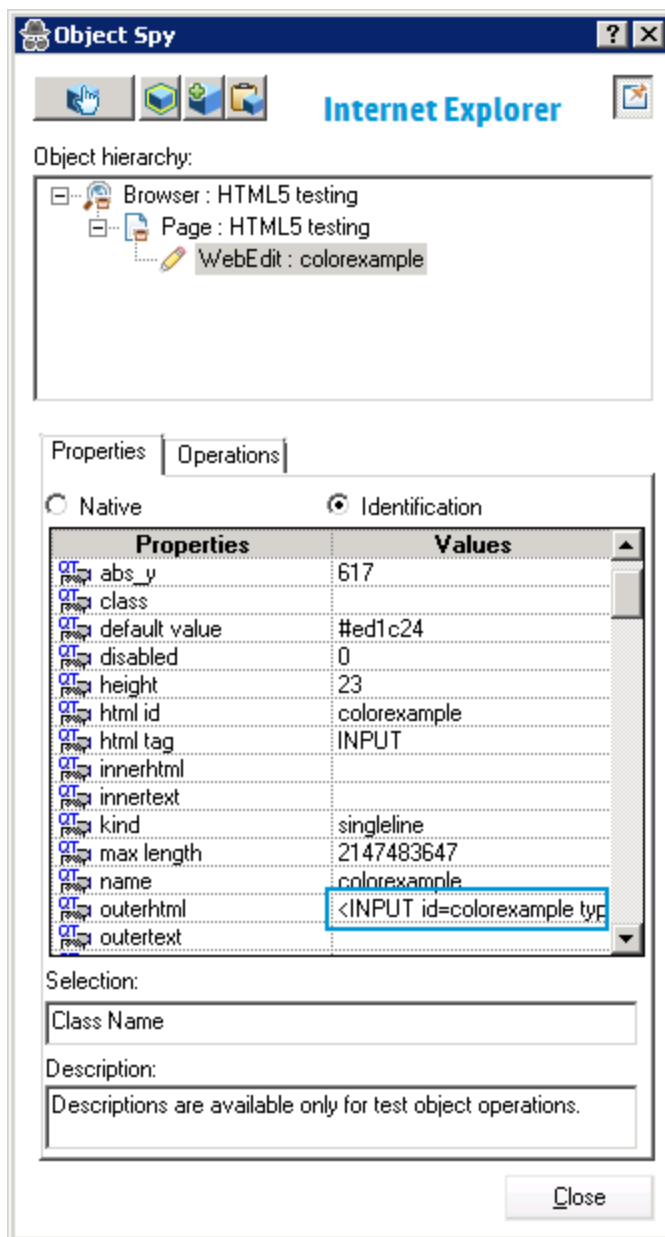 Object Spy
Internet Explorer
Object hierarchy:
Browser : HTML5 testing
Page : HTML5 testing
WebEdit : colorexample
Properties Operations
Native Identification
Properties Values
abs_y 617
class
default value #ed1c24
disabled 0
height 23
html id colorexample
html tag INPUT
innerhtml
innertext
kind singleline
max length 2147483647
name colorexample
outerhtml <INPUT id=colorexample typ
outertext
Selection:
Class Name
Description:
Descriptions are available only for test object operations.
Close